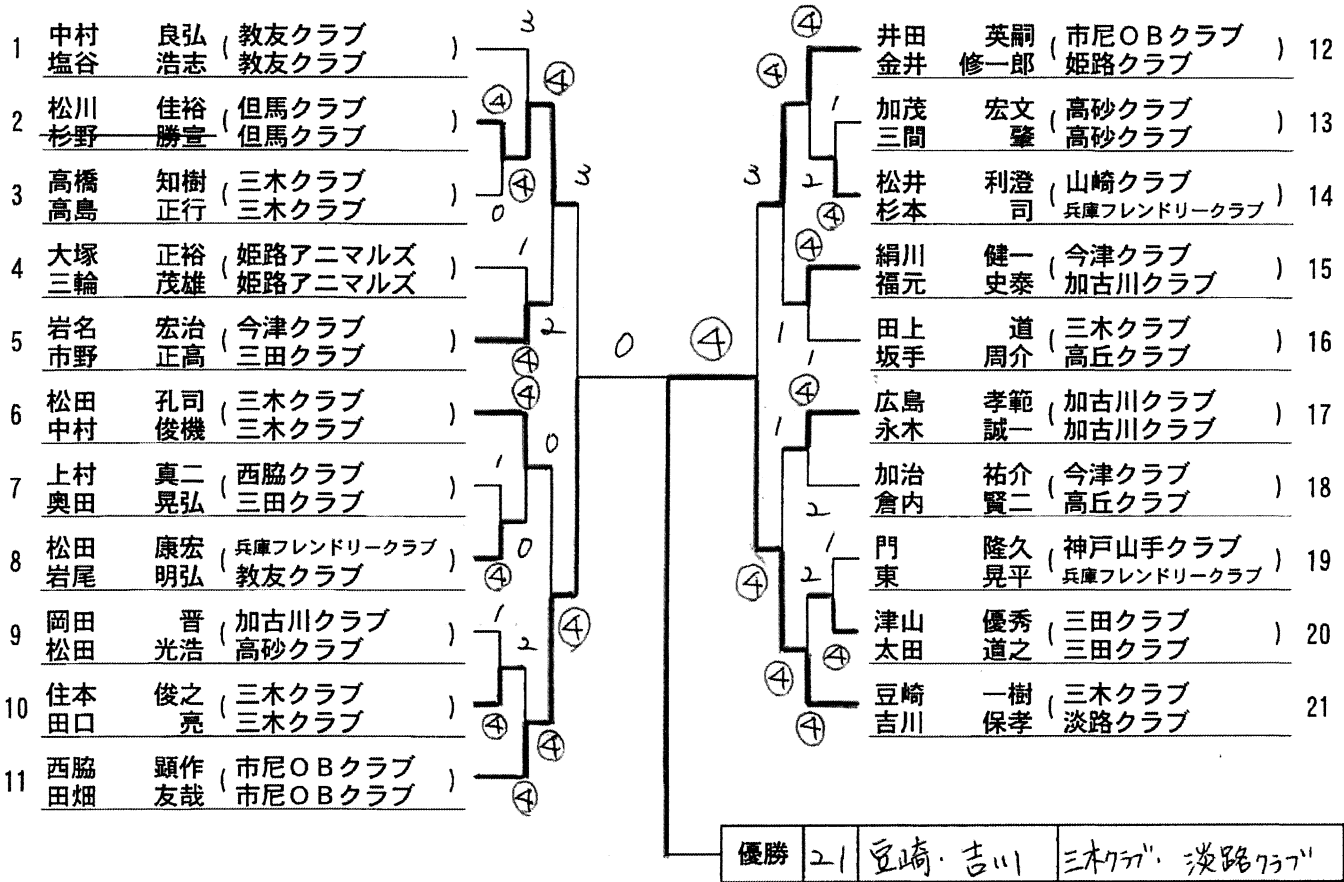 1 中村 良弘 ( 教友クラブ )
塩谷 浩志 教友クラブ
2 松川 佳裕 ( 但馬クラブ )
杉野 勝宣 但馬クラブ
3 高橋 知樹 ( 三木クラブ )
高島 正行 三木クラブ
4 大塚 正裕 ( 姫路アニマルズ )
三輪 茂雄 姫路アニマルズ
5 岩名 宏治 ( 今津クラブ )
市野 正高 三田クラブ
6 松田 孔司 ( 三木クラブ )
中村 俊機 三木クラブ
7 上村 真二 ( 西脇クラブ )
奥田 晃弘 三田クラブ
8 松田 康宏 ( 兵庫フレンドリークラブ )
岩尾 明弘 教友クラブ
9 岡田 晋 ( 加古川クラブ )
松田 光浩 高砂クラブ
10 住本 俊之 ( 三木クラブ )
田口 亮 三木クラブ
11 西脇 顕作 ( 市尼OBクラブ )
田畑 友哉 市尼OBクラブ
3
④
④
④
0
3
1
2
④
④
0
1
0
④
1
2
④
④
④
④
0
④
④
④
1
2
④
3
④
1
1
④
1
2
1
2
④
④
④
④
井田 英嗣 ( 市尼OBクラブ ) 12
金井 修一郎 姫路クラブ
加茂 宏文 ( 高砂クラブ ) 13
三間 肇 高砂クラブ
松井 利澄 ( 山崎クラブ ) 14
杉本 司 兵庫フレンドリークラブ
絹川 健一 ( 今津クラブ ) 15
福元 史泰 加古川クラブ
田上 道 ( 三木クラブ ) 16
坂手 周介 高丘クラブ
広島 孝範 ( 加古川クラブ ) 17
永木 誠一 加古川クラブ
加治 祐介 ( 今津クラブ ) 18
倉内 賢二 高丘クラブ
門 隆久 ( 神戸山手クラブ ) 19
東 晃平 兵庫フレンドリークラブ
津山 優秀 ( 三田クラブ ) 20
太田 道之 三田クラブ
豆崎 一樹 ( 三木クラブ 21
吉川 保孝 淡路クラブ
優勝 21 豆崎・吉川 三木クラブ・淡路クラブ